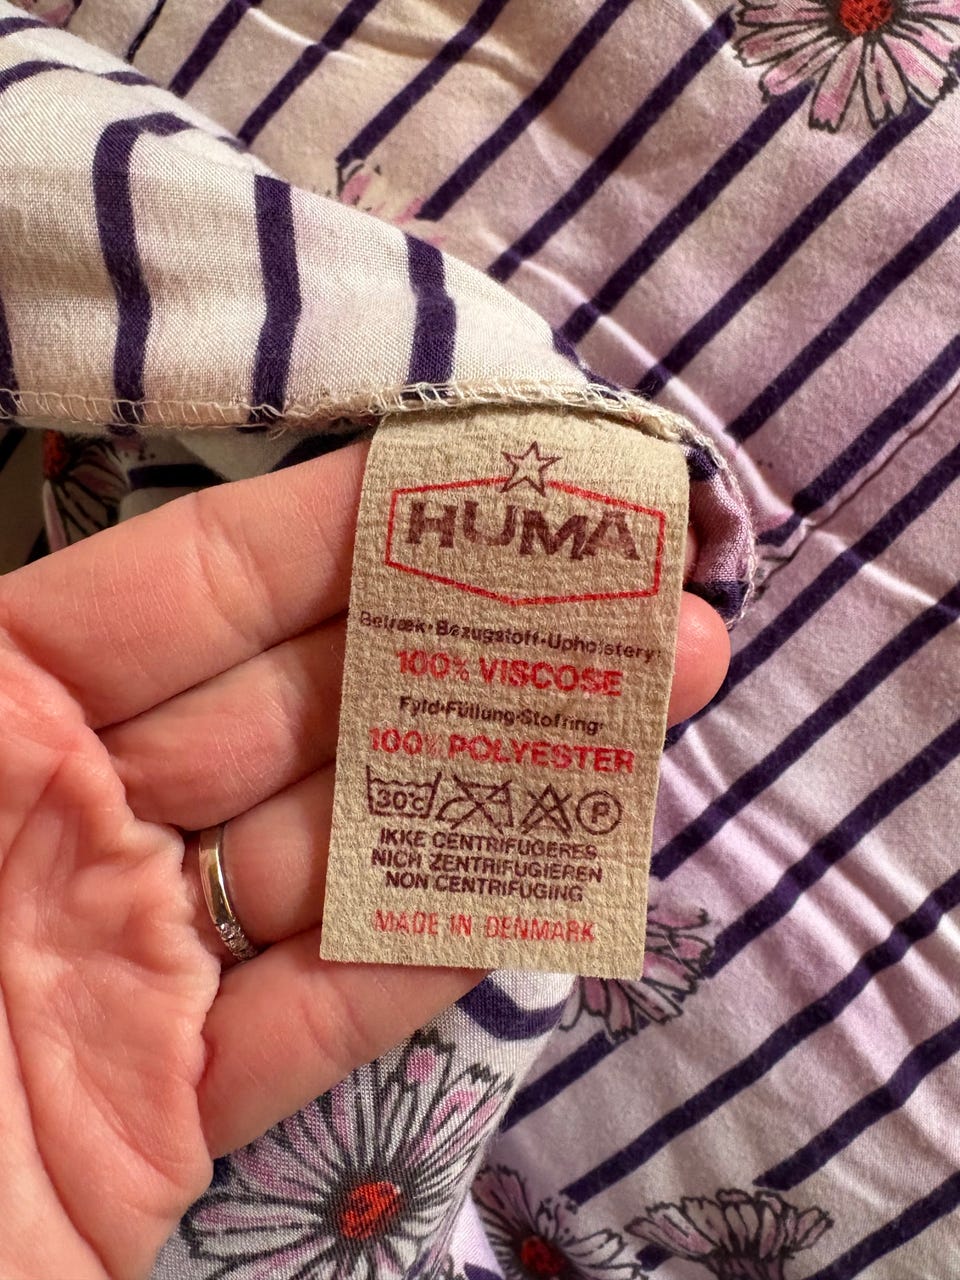 HUMA
Betræk·Bezugstoff·Upholstery:
100% VISCOSE
Fyld·Füllung·Stoffing:
100% POLYESTER
30°C P
IKKE CENTRIFUGERES
NICH ZENTRIFUGIEREN
NON CENTRIFUGING
MADE IN DENMARK